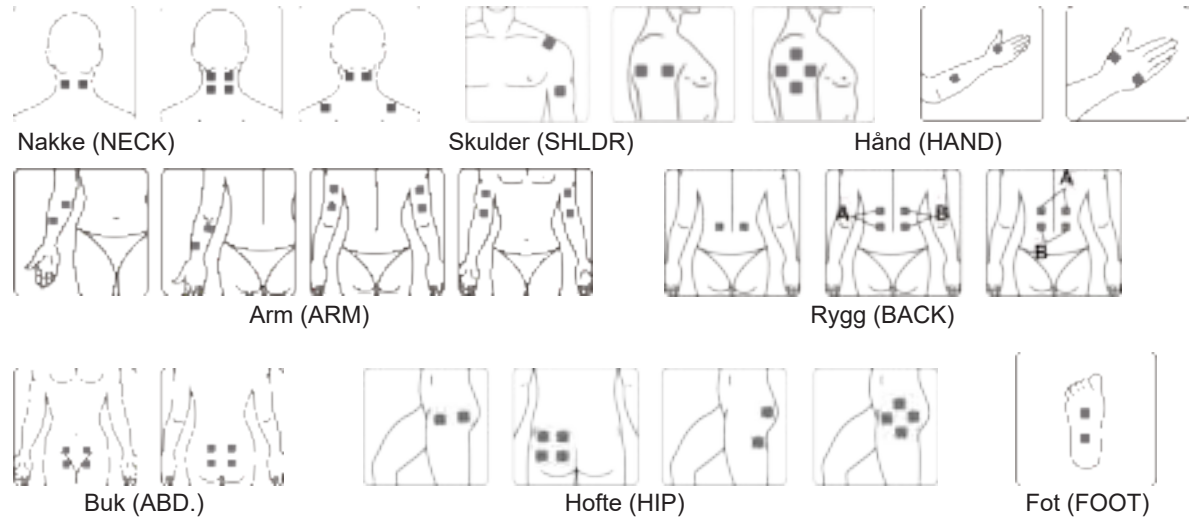 Nakke (NECK)
Skulder (SHLDR)
Hånd (HAND)
A
A
B
B
Arm (ARM)
Rygg (BACK)
Buk (ABD.)
Hofte (HIP)
Fot (FOOT)